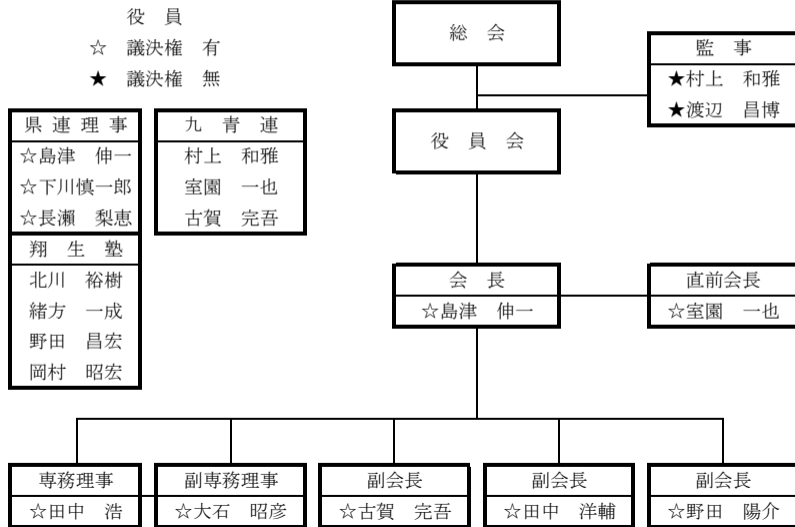 役　員
☆　議決権　有
★　議決権　無
総　会
監　事
★村上　和雅
★渡辺　昌博
県 連 理 事
☆島津　伸一
☆下川慎一郎
☆長瀬　梨恵
九　青　連
村上　和雅
室園　一也
古賀　完吾
役　員　会
翔　生　塾
北川　裕樹
緒方　一成
野田　昌宏
岡村　昭宏
会　長
☆島津　伸一
直前会長
☆室園　一也
専務理事
☆田中　浩
副専務理事
☆大石　昭彦
副会長
☆古賀　完吾
副会長
☆田中　洋輔
副会長
☆野田　陽介